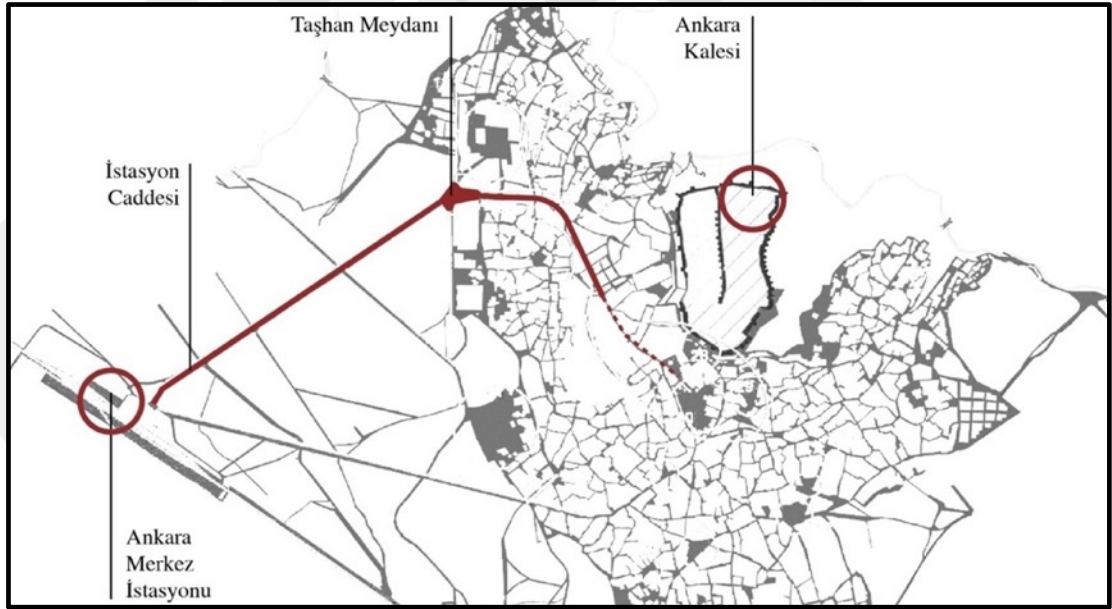 Taşhan Meydanı
Ankara
Kalesi
İstasyon
Caddesi
Ankara
Merkez
İstasyonu